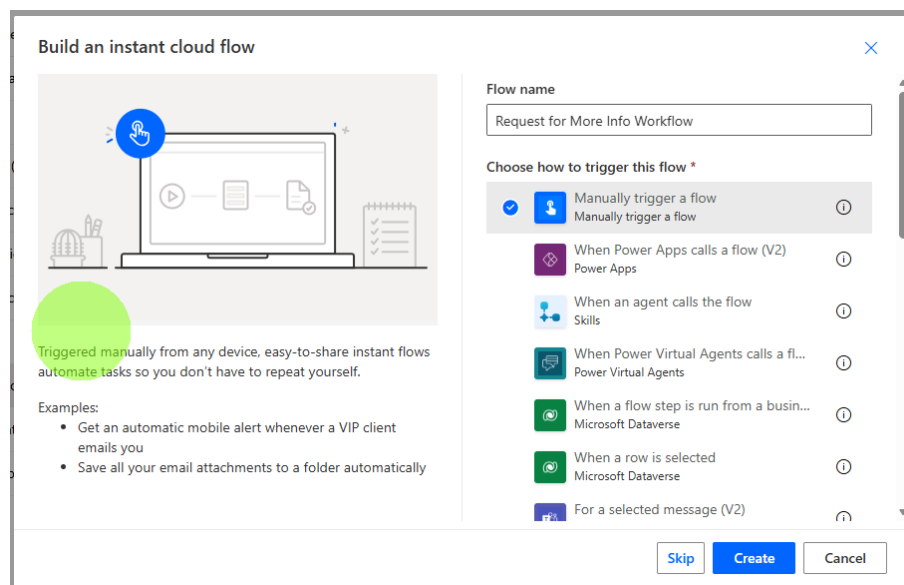 Build an instant cloud flow
Triggered manually from any device, easy-to-share instant flows
automate tasks so you don't have to repeat yourself.
Examples:
• Get an automatic mobile alert whenever a VIP client
emails you
• Save all your email attachments to a folder automatically
Flow name
Request for More Info Workflow
Choose how to trigger this flow *
Manually trigger a flow
Manually trigger a flow
When Power Apps calls a flow (V2)
Power Apps
When an agent calls the flow
Skills
When Power Virtual Agents calls a fl...
Power Virtual Agents
When a flow step is run from a busin...
Microsoft Dataverse
When a row is selected
Microsoft Dataverse
For a selected message (V2)
Skip
Create
Cancel